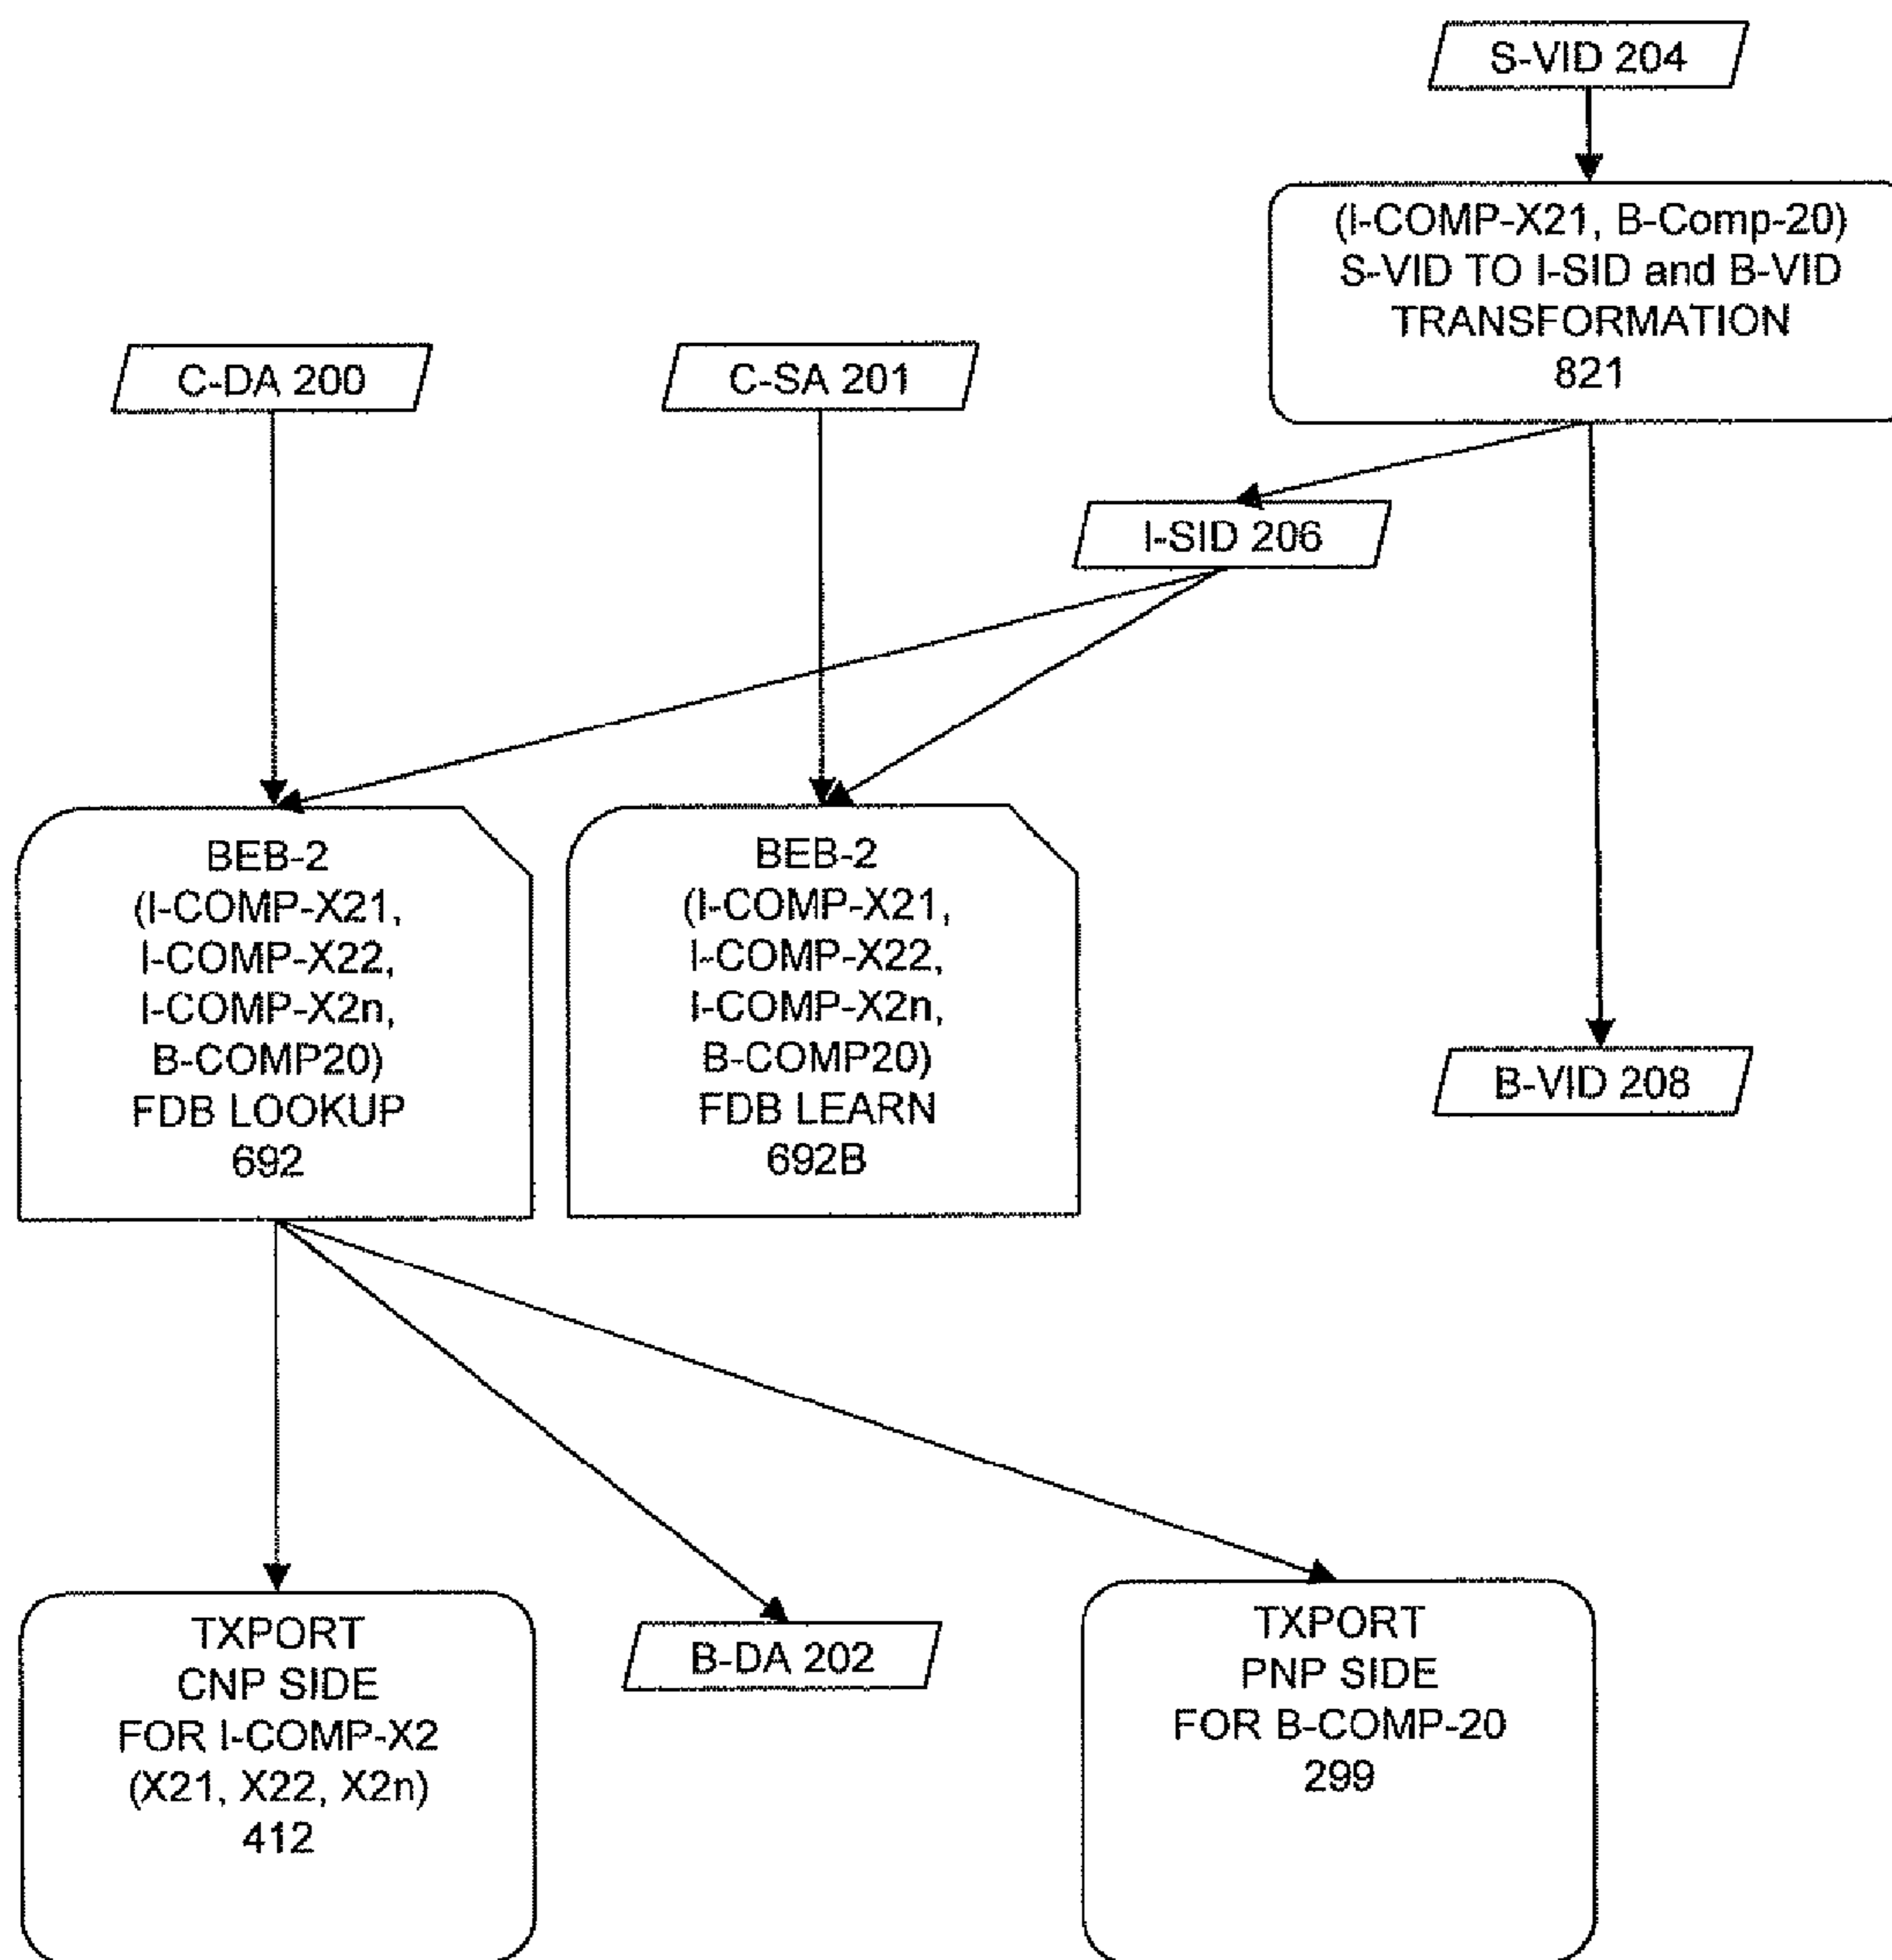 S-VID 204
(I-COMP-X21, B-Comp-20)
S-VID TO I-SID and B-VID
TRANSFORMATION
821
C-DA 200
C-SA 201
I-SID 206
BEB-2
(I-COMP-X21,
I-COMP-X22,
I-COMP-X2n,
B-COMP20)
FDB LOOKUP
692
BEB-2
(I-COMP-X21,
I-COMP-X22,
I-COMP-X2n,
B-COMP20)
FDB LEARN
692B
B-VID 208
TXPORT
CNP SIDE
FOR I-COMP-X2
(X21, X22, X2n)
412
B-DA 202
TXPORT
PNP SIDE
FOR B-COMP-20
299